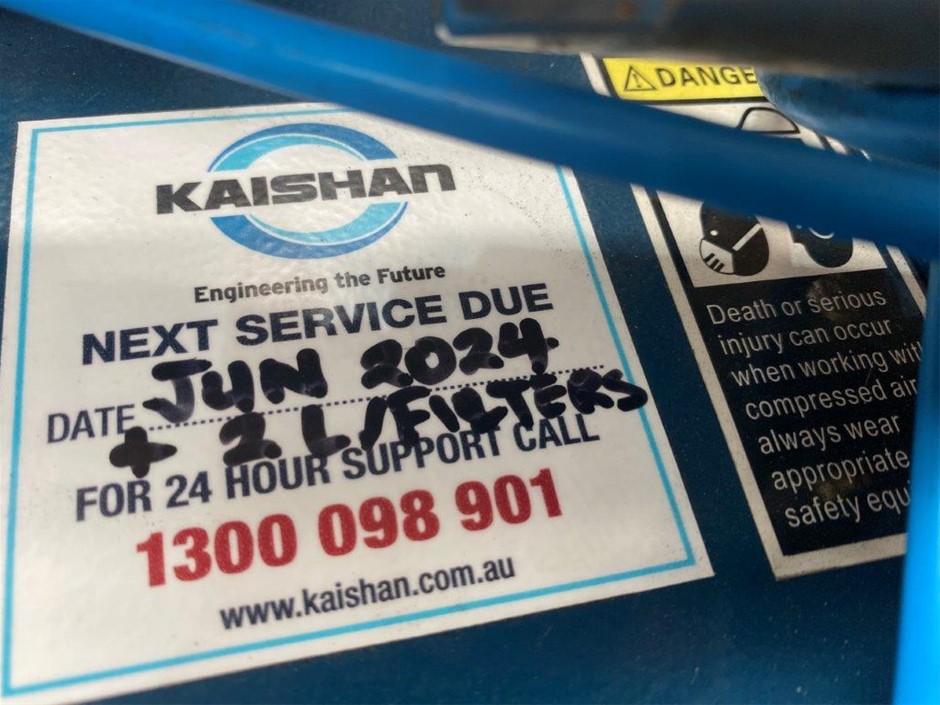 KAISHAN
Engineering the Future
NEXT SERVICE DUE
DATE JUN 2024.
+ 2 L/FILTERS
FOR 24 HOUR SUPPORT CALL
1300 098 901
www.kaishan.com.au
DANGE
Death or serious
injury can occur
when working with
compressed air
always wear
appropriate
safety equ